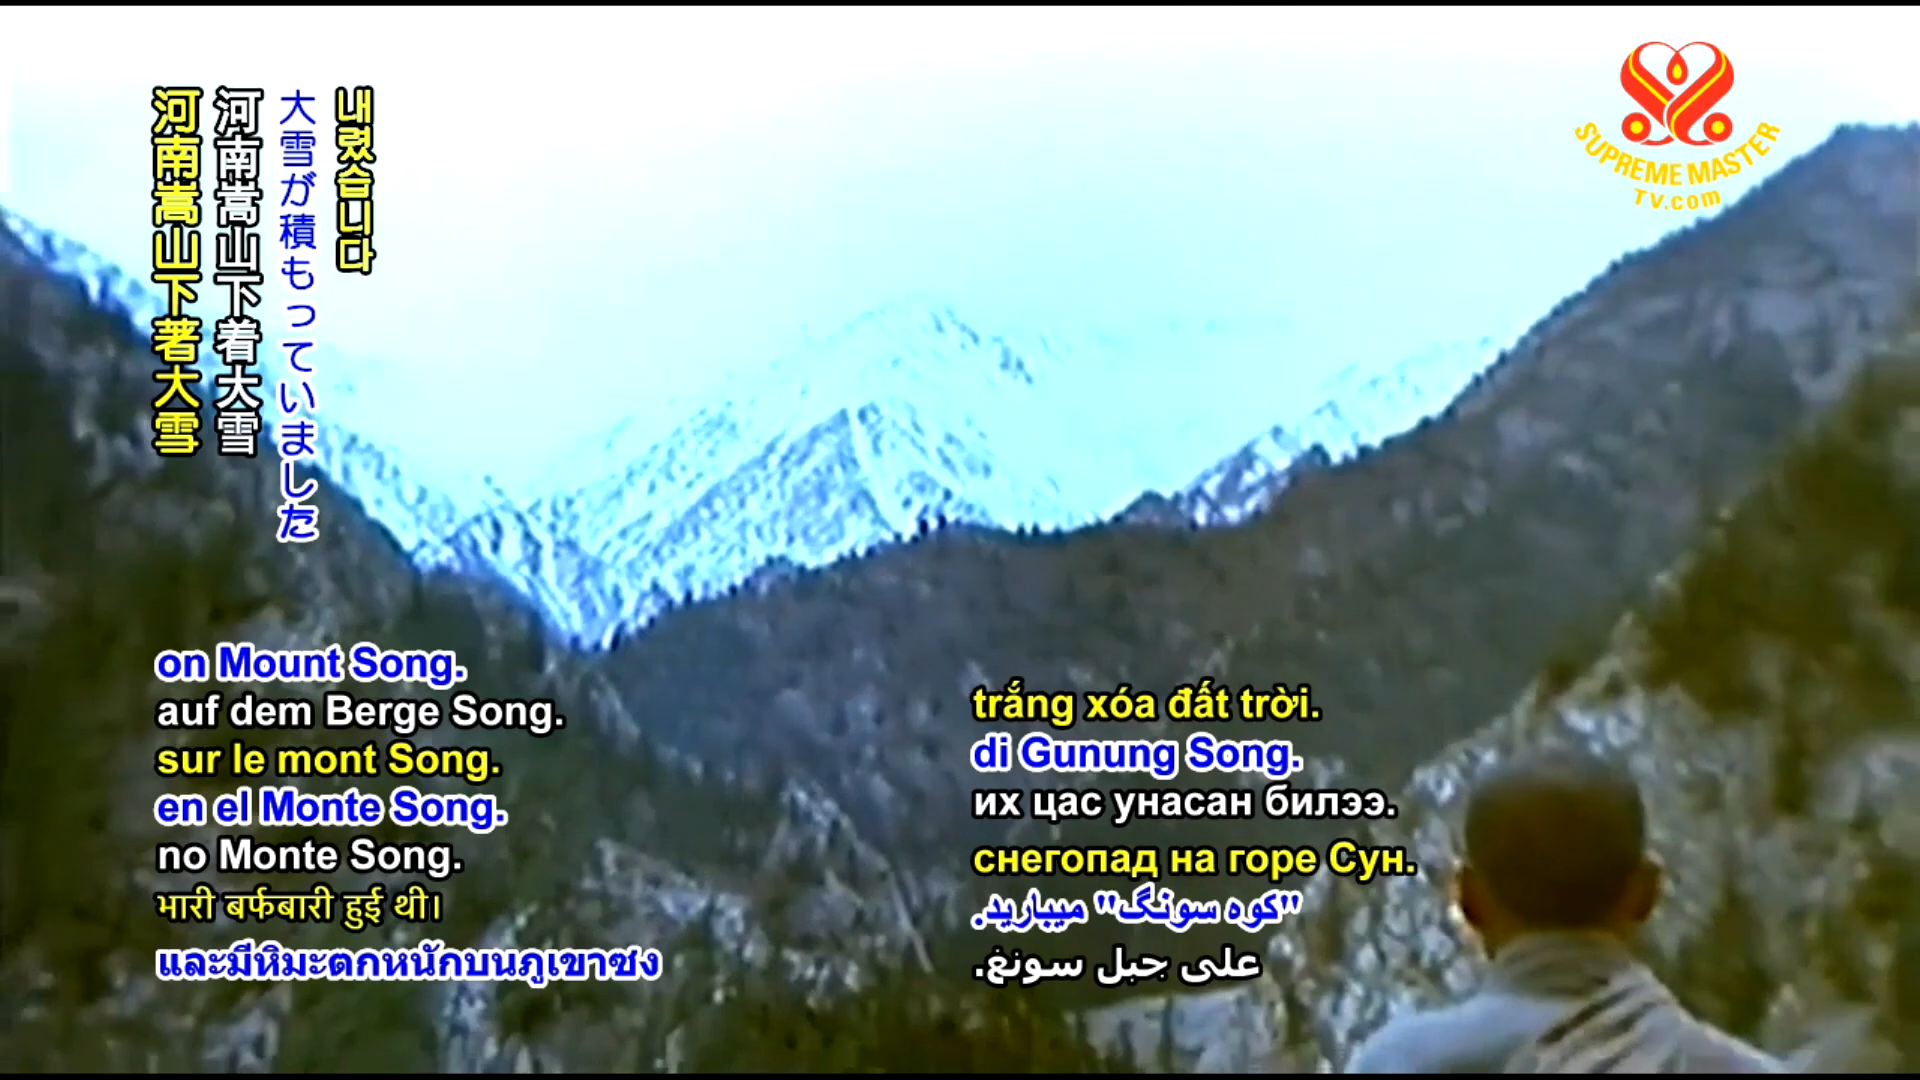 내렸습니다
大雪が積もっていました
河南嵩山下着大雪
河南嵩山下著大雪
SUPREME MASTER
TV.com
on Mount Song.
auf dem Berge Song.
sur le mont Song.
en el Monte Song.
no Monte Song.
भारी बर्फबारी हुई थी।
และมีหิมะตกหนักบนภูเขาซง
trắng xóa đất trời.
di Gunung Song.
их цас унасан билээ.
снегопад на горе Сун.
"کوه سونگ" میبارید.
على جبل سونغ.